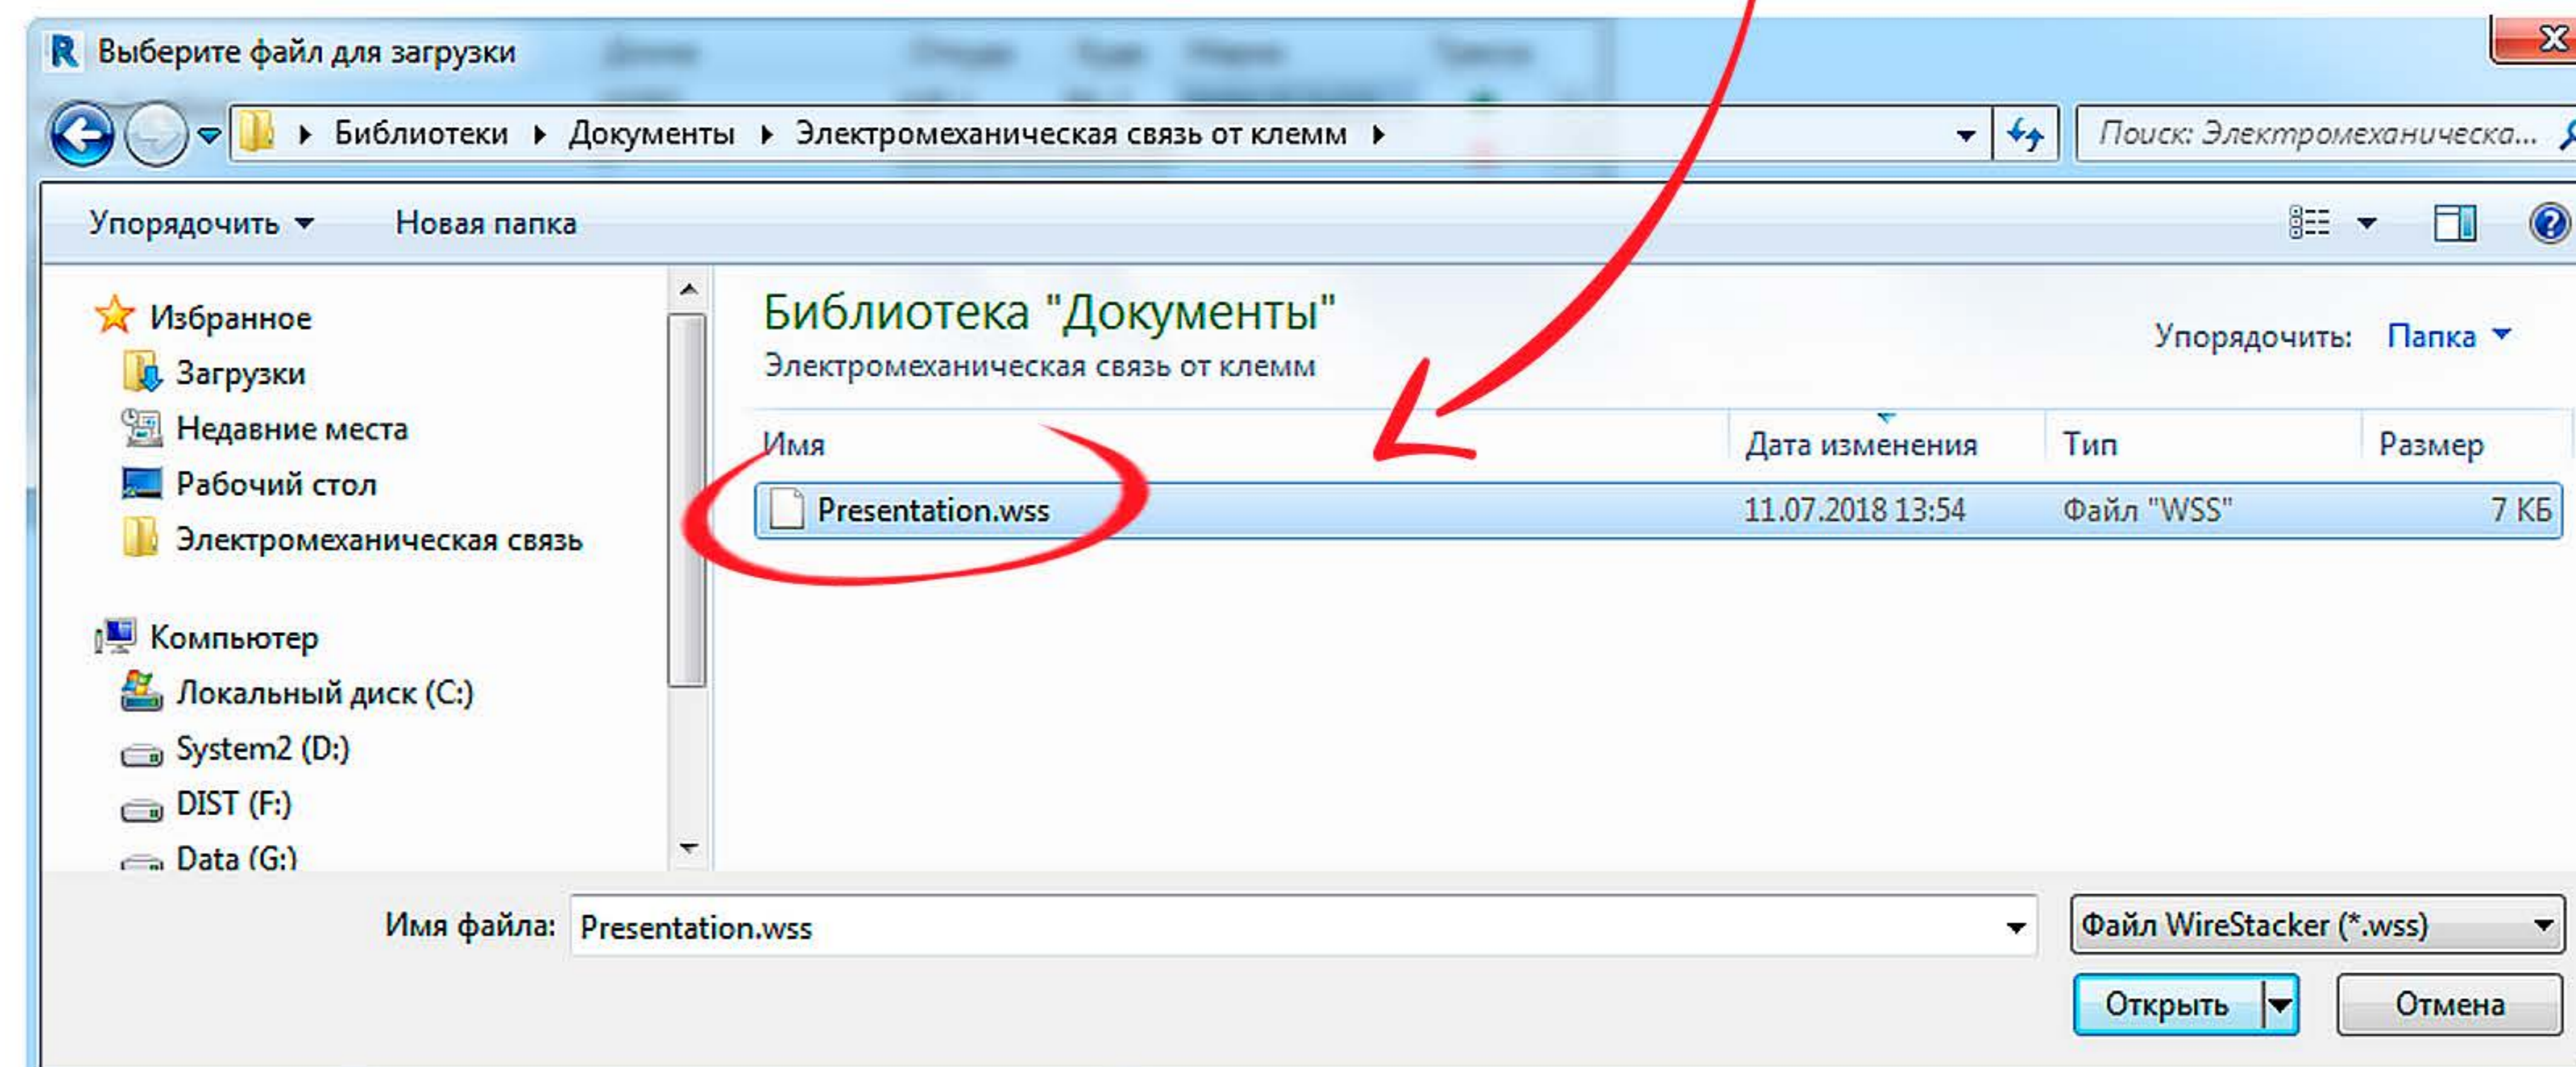 Выберите файл для загрузки
Библиотеки Документы Электромеханическая связь от клемм
Поиск: Электромеханическа...
Упорядочить Новая папка
Избранное
Загрузки
Недавние места
Рабочий стол
Электромеханическая связь
Компьютер
Локальный диск (C:)
System2 (D:)
DIST (F:)
Data (G:)
Библиотека "Документы"
Электромеханическая связь от клемм
Упорядочить: Папка
Имя Дата изменения Тип Размер
Presentation.wss 11.07.2018 13:54 Файл "WSS" 7 КБ
Имя файла: Presentation.wss
Файл WireStacker (*.wss)
Открыть Отмена